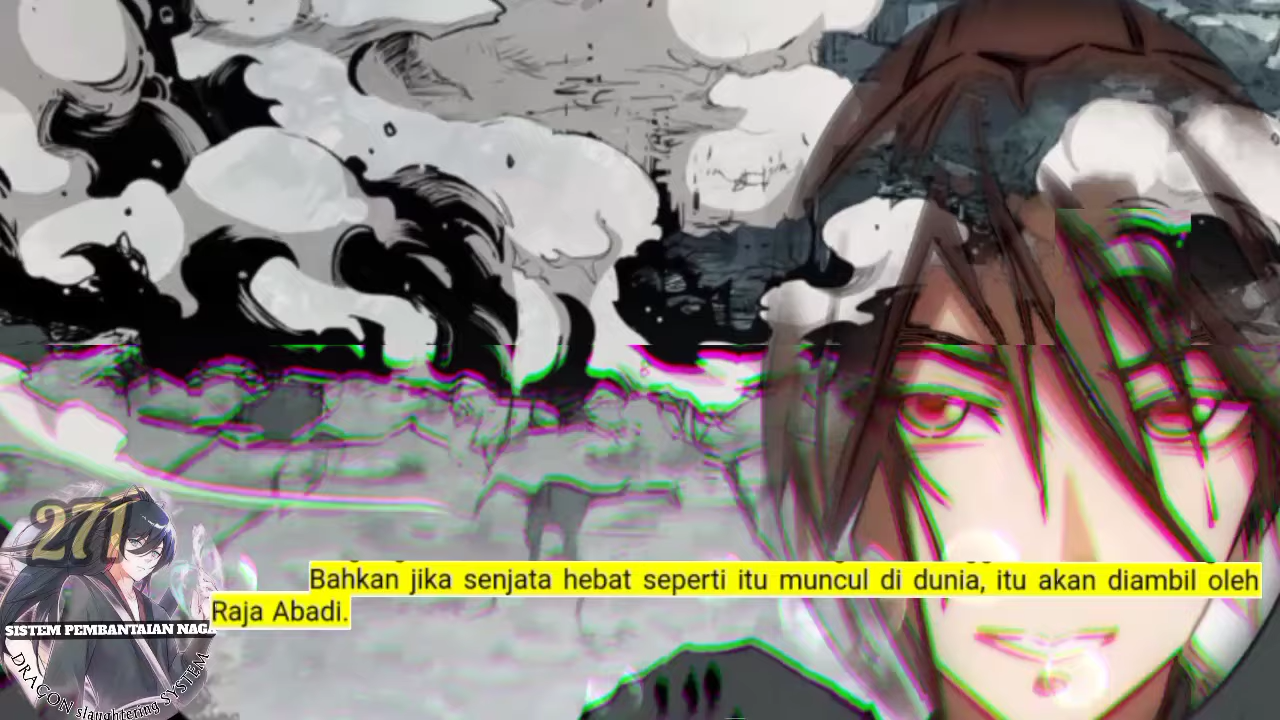 271
Bahkan jika senjata hebat seperti itu muncul di dunia, itu akan diambil oleh
Raja Abadi.
SISTEM PEMBANTAIAN NAGA
DRAGON slaughtering SYSTEM